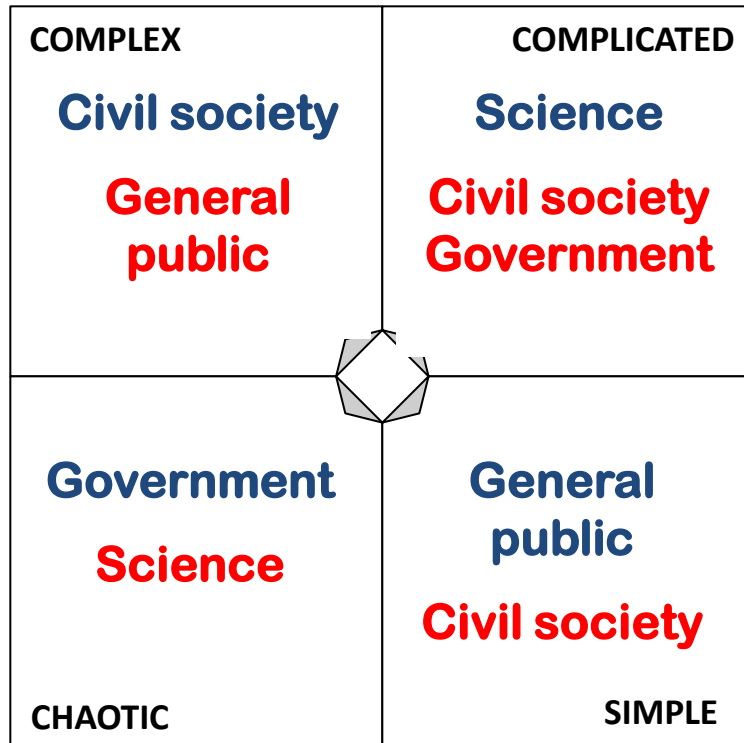 COMPLEX
Civil society
General
public
COMPLICATED
Science
Civil society
Government
Government
Science
CHAOTIC
General
public
Civil society
SIMPLE